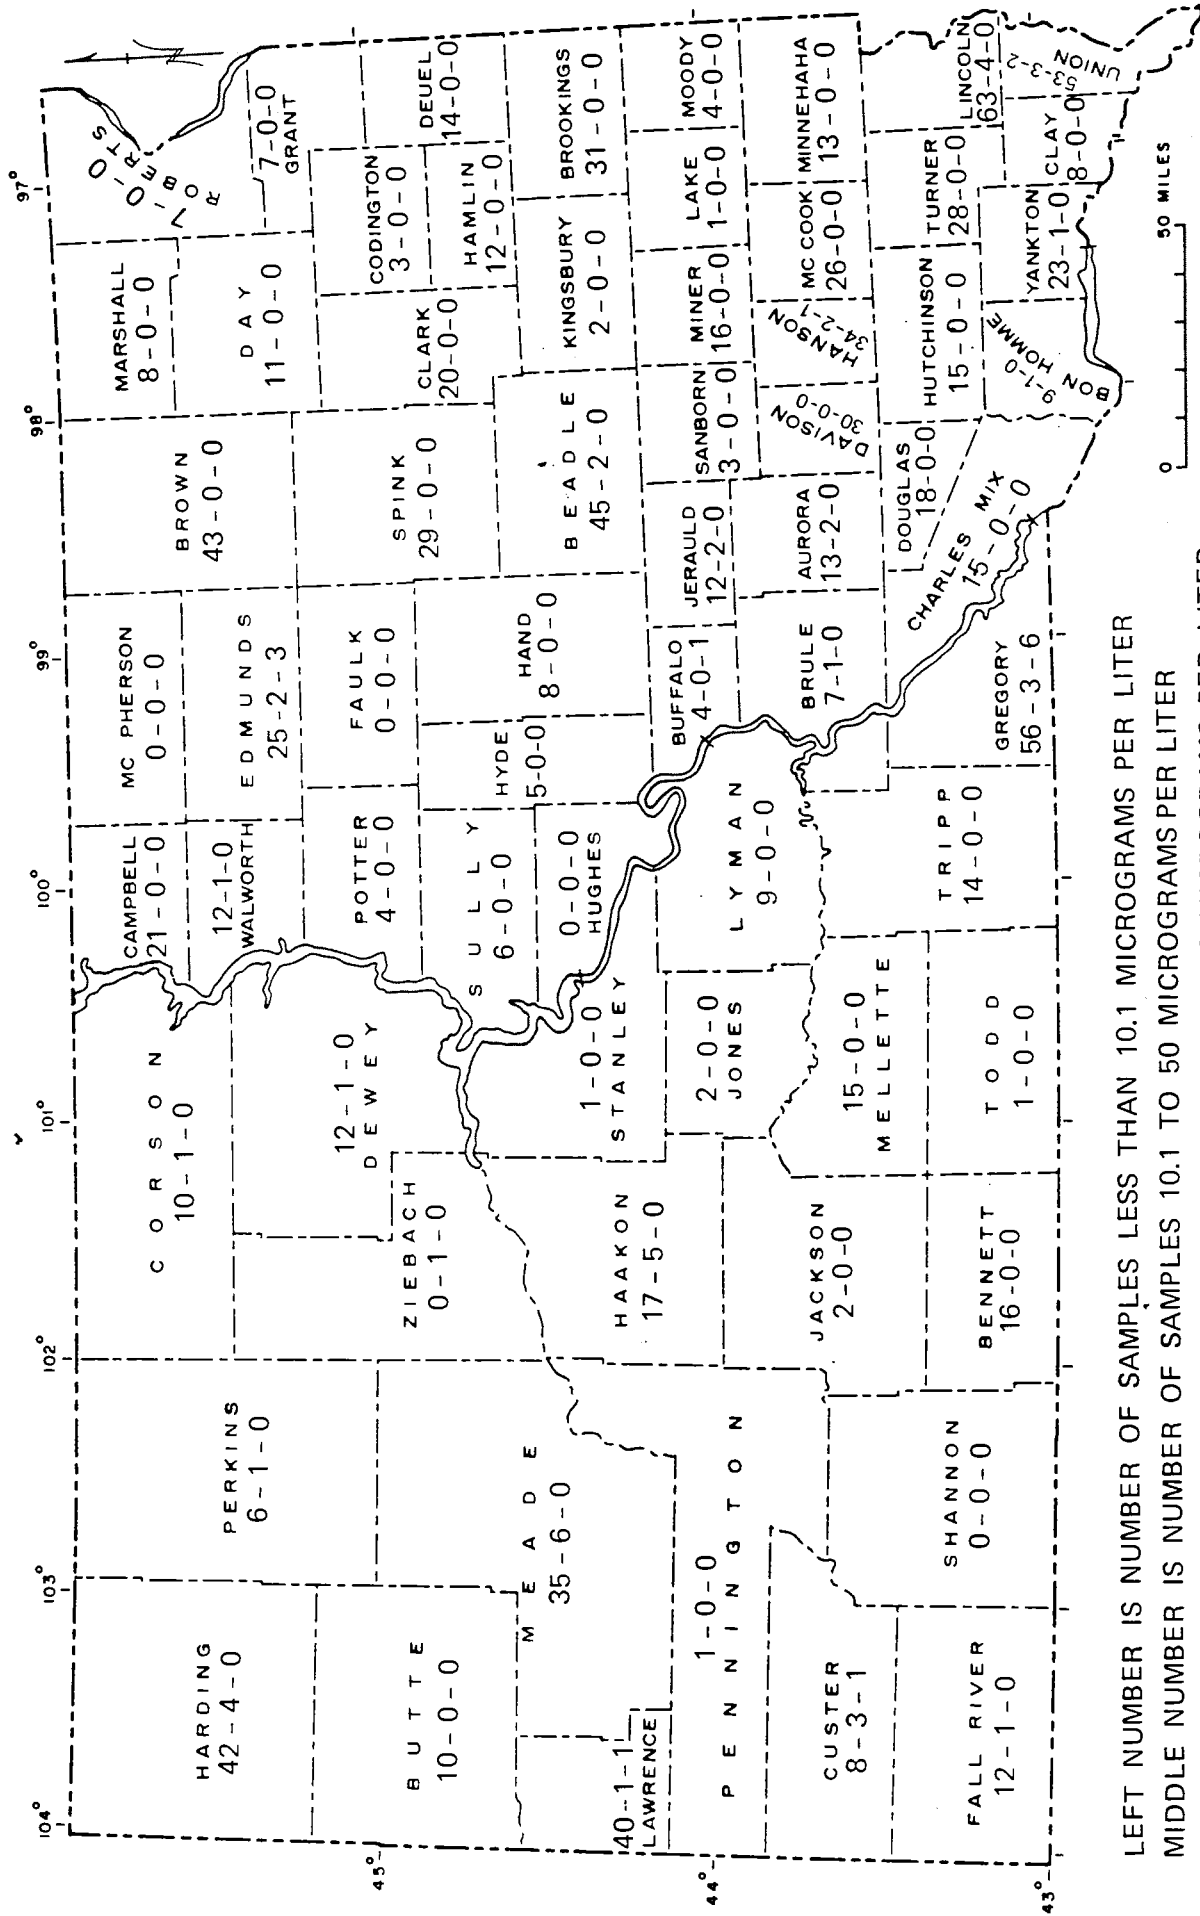 104°
103°
102°
101°
100°
99°
98°
97°
45°
44°
43°
HARDING
42-4-0
PERKINS
6-1-0
CORSON
10-1-0
CAMPBELL
21-0-0
MC PHERSON
0-0-0
BROWN
43-0-0
MARSHALL
8-0-0
ROBERTS
7-0-0
12-1-0
WALWORTH
EDMUNDS
25-2-3
DAY
11-0-0
7-0-0
GRANT
BUTTE
10-0-0
12-1-0
DEWEY
ZIEBACH
0-1-0
POTTER
4-0-0
FAULK
0-0-0
SPINK
29-0-0
CLARK
20-0-0
CODINGTON
3-0-0
HAMLIN
12-0-0
DEUEL
14-0-0
MEADE
35-6-0
SULLY
6-0-0
HYDE
5-0-0
HAND
8-0-0
BEADLE
45-2-0
KINGSBURY
2-0-0
BROOKINGS
31-0-0
40-1-1
LAWRENCE
HAAKON
17-5-0
1-0-0
STANLEY
0-0-0
HUGHES
1-0-0
PENNINGTON
2-0-0
JONES
LYMAN
9-0-0
BUFFALO
4-0-1
JERAULD
12-2-0
SANBORN
3-0-0
MINER
16-0-0
LAKE
1-0-0
MOODY
4-0-0
CUSTER
8-3-1
JACKSON
2-0-0
15-0-0
MELLETTE
BRULE
7-1-0
AURORA
13-2-0
DAVISON
30-0-0
HANSON
34-2-1
MC COOK
26-0-0
MINNEHAHA
13-0-0
FALL RIVER
12-1-0
SHANNON
0-0-0
BENNETT
16-0-0
TODD
1-0-0
TRIPP
14-0-0
GREGORY
56-3-6
CHARLES MIX
15-0-0
DOUGLAS
18-0-0
HUTCHINSON
15-0-0
TURNER
28-0-0
LINCOLN
63-4-0
BON HOMME
9-1-0
YANKTON
23-1-0
CLAY
8-0-0
UNION
53-3-2
0
50 MILES
LEFT NUMBER IS NUMBER OF SAMPLES LESS THAN 10.1 MICROGRAMS PER LITER
MIDDLE NUMBER IS NUMBER OF SAMPLES 10.1 TO 50 MICROGRAMS PER LITER